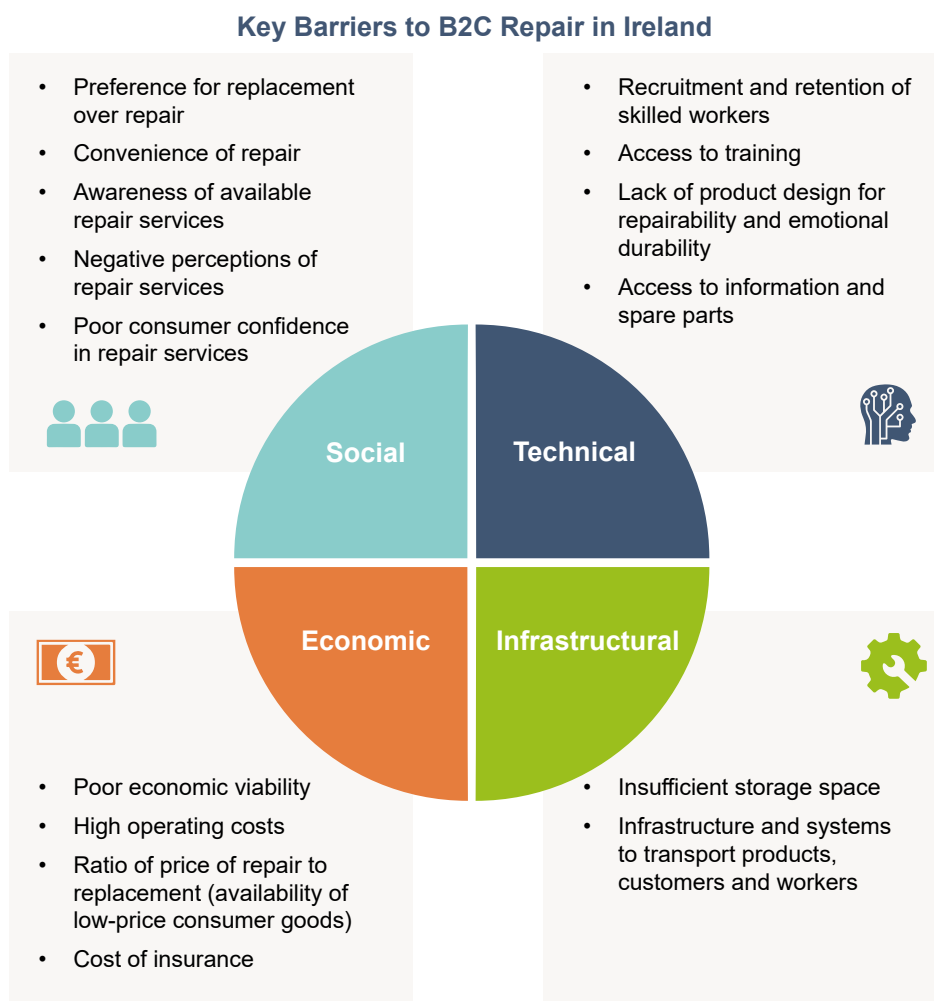 Key Barriers to B2C Repair in Ireland
• Preference for replacement
over repair
• Convenience of repair
• Awareness of available
repair services
• Negative perceptions of
repair services
• Poor consumer confidence
in repair services
• Recruitment and retention of
skilled workers
• Access to training
• Lack of product design for
repairability and emotional
durability
• Access to information and
spare parts
Social
Technical
Economic
Infrastructural
€
• Poor economic viability
• High operating costs
• Ratio of price of repair to
replacement (availability of
low-price consumer goods)
• Cost of insurance
• Insufficient storage space
• Infrastructure and systems
to transport products,
customers and workers